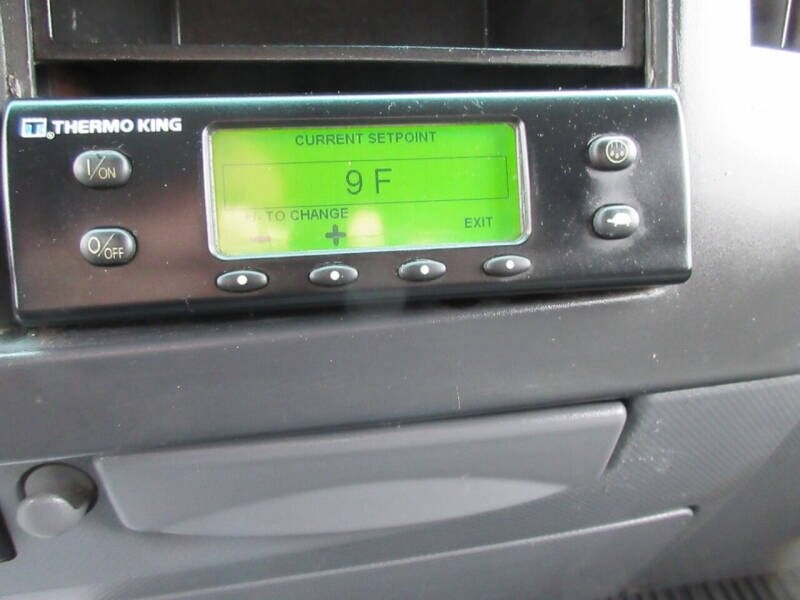 THERMO KING
CURRENT SETPOINT
9 F
TO CHANGE
- +
EXIT
I/ON
O/OFF